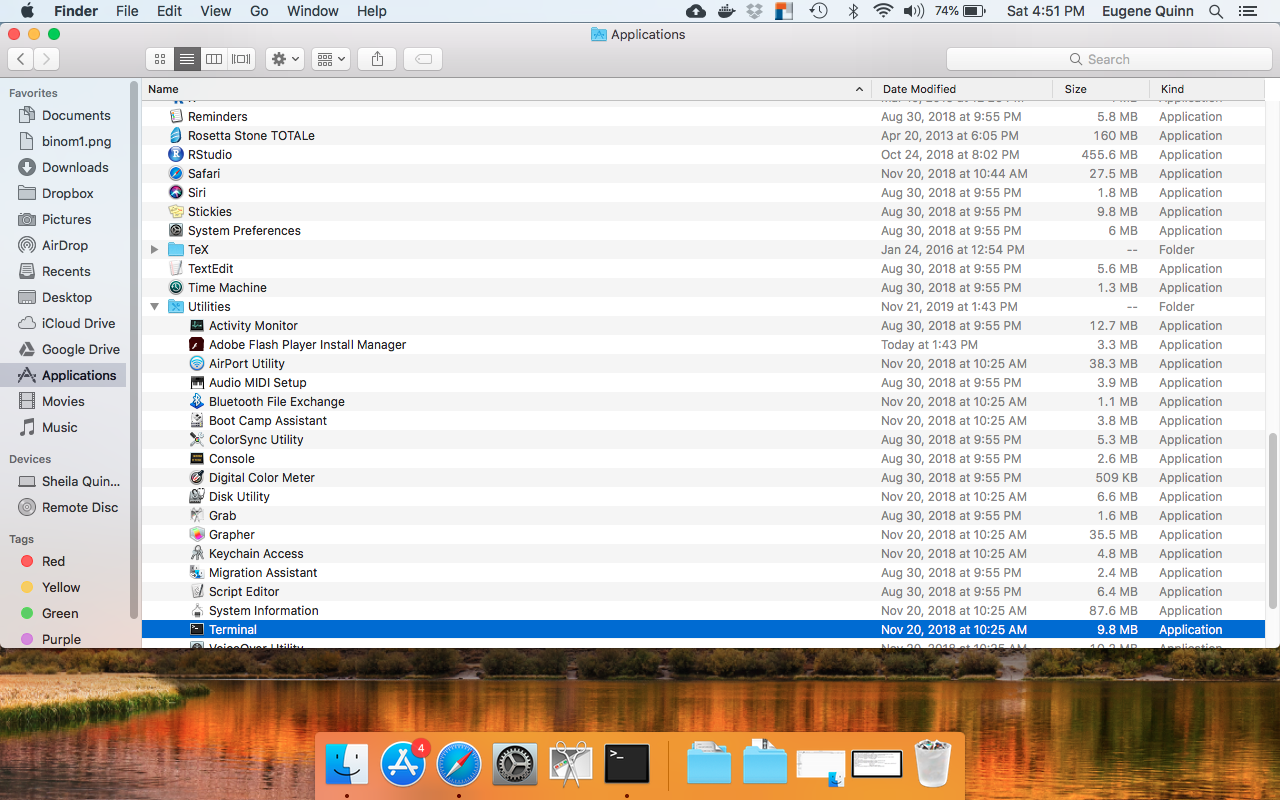 Finder File Edit View Go Window Help 74% Sat 4:51 PM Eugene Quinn
Applications
Search
Favorites
Documents
binom1.png
Downloads
Dropbox
Pictures
AirDrop
Recents
Desktop
iCloud Drive
Google Drive
Applications
Movies
Music
Devices
Sheila Quin...
Remote Disc
Tags
Red
Yellow
Green
Purple
Name Date Modified Size Kind
Reminders Aug 30, 2018 at 9:55 PM 5.8 MB Application
Rosetta Stone TOTALe Apr 20, 2013 at 6:05 PM 160 MB Application
RStudio Oct 24, 2018 at 8:02 PM 455.6 MB Application
Safari Nov 20, 2018 at 10:44 AM 27.5 MB Application
Siri Aug 30, 2018 at 9:55 PM 1.8 MB Application
Stickies Aug 30, 2018 at 9:55 PM 9.8 MB Application
System Preferences Aug 30, 2018 at 9:55 PM 6 MB Application
TeX Jan 24, 2016 at 12:54 PM -- Folder
TextEdit Aug 30, 2018 at 9:55 PM 5.6 MB Application
Time Machine Aug 30, 2018 at 9:55 PM 1.3 MB Application
Utilities Nov 21, 2019 at 1:43 PM -- Folder
Activity Monitor Aug 30, 2018 at 9:55 PM 12.7 MB Application
Adobe Flash Player Install Manager Today at 1:43 PM 3.3 MB Application
AirPort Utility Nov 20, 2018 at 10:25 AM 38.3 MB Application
Audio MIDI Setup Aug 30, 2018 at 9:55 PM 3.9 MB Application
Bluetooth File Exchange Nov 20, 2018 at 10:25 AM 1.1 MB Application
Boot Camp Assistant Nov 20, 2018 at 10:25 AM 3.8 MB Application
ColorSync Utility Aug 30, 2018 at 9:55 PM 5.3 MB Application
Console Aug 30, 2018 at 9:55 PM 2.6 MB Application
Digital Color Meter Aug 30, 2018 at 9:55 PM 509 KB Application
Disk Utility Nov 20, 2018 at 10:25 AM 6.6 MB Application
Grab Aug 30, 2018 at 9:55 PM 1.6 MB Application
Grapher Nov 20, 2018 at 10:25 AM 35.5 MB Application
Keychain Access Nov 20, 2018 at 10:25 AM 4.8 MB Application
Migration Assistant Aug 30, 2018 at 9:55 PM 2.4 MB Application
Script Editor Aug 30, 2018 at 9:55 PM 6.4 MB Application
System Information Nov 20, 2018 at 10:25 AM 87.6 MB Application
Terminal Nov 20, 2018 at 10:25 AM 9.8 MB Application
VoiceOver Utility Nov 20, 2018 at 10:25 AM Application
4
>_